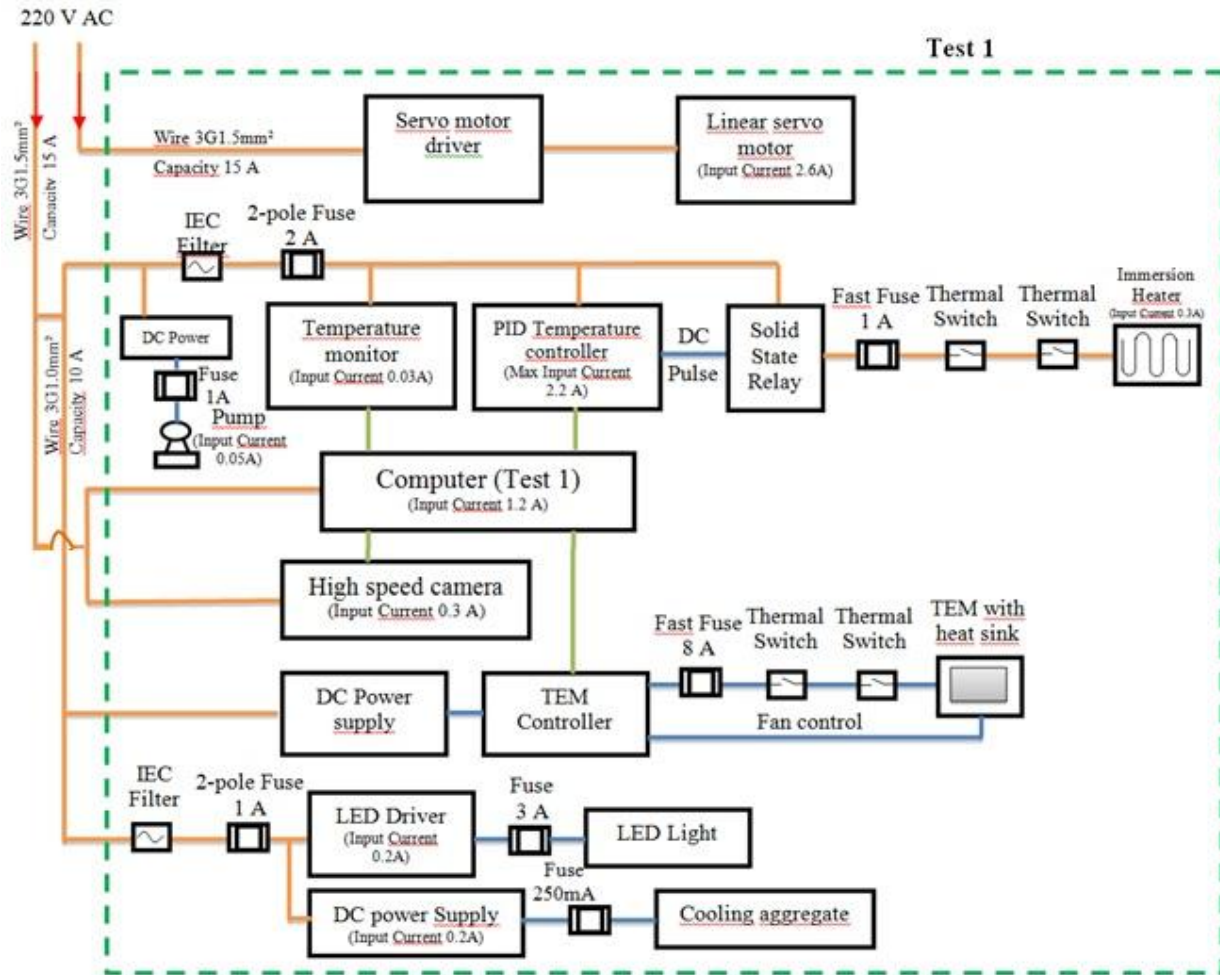 220 V AC
Test 1
Wire 3G1.5mm²
Capacity 15 A
Wire 3G1.5mm²
Capacity 15 A
Servo motor
driver
Linear servo
motor
(Input Current 2.6A)
IEC
Filter
2-pole Fuse
2 A
Wire 3G1.0mm²
Capacity 10 A
DC Power
Fuse
1A
Pump
(Input Current
0.05A)
Temperature
monitor
(Input Current 0.03A)
PID Temperature
controller
(Max Input Current
2.2 A)
DC
Pulse
Solid
State
Relay
Fast Fuse
1 A
Thermal
Switch
Thermal
Switch
Immersion
Heater
(Input Current 0.3A)
Computer (Test 1)
(Input Current 1.2 A)
High speed camera
(Input Current 0.3 A)
DC Power
supply
TEM
Controller
Fast Fuse
8 A
Thermal
Switch
Thermal
Switch
TEM with
heat sink
Fan control
IEC
Filter
2-pole Fuse
1 A
LED Driver
(Input Current
0.2A)
Fuse
3 A
LED Light
DC power Supply
(Input Current 0.2A)
Fuse
250mA
Cooling aggregate